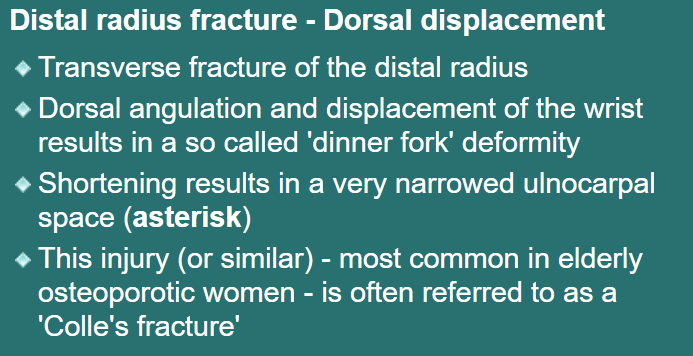 Distal radius fracture - Dorsal displacement
Transverse fracture of the distal radius
Dorsal angulation and displacement of the wrist
results in a so called 'dinner fork' deformity
Shortening results in a very narrowed ulnocarpal
space (asterisk)
This injury (or similar) - most common in elderly
osteoporotic women - is often referred to as a
'Colle's fracture'